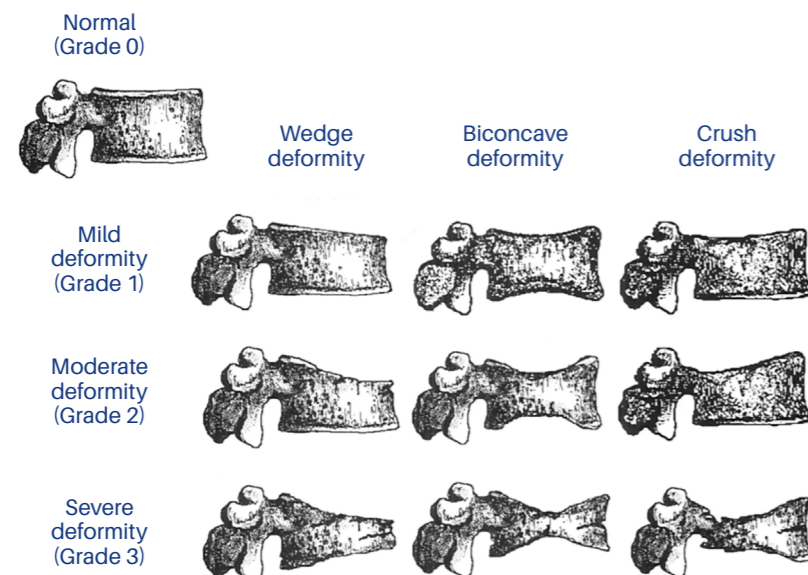 Normal
(Grade 0)
Wedge
deformity
Biconcave
deformity
Crush
deformity
Mild
deformity
(Grade 1)
Moderate
deformity
(Grade 2)
Severe
deformity
(Grade 3)